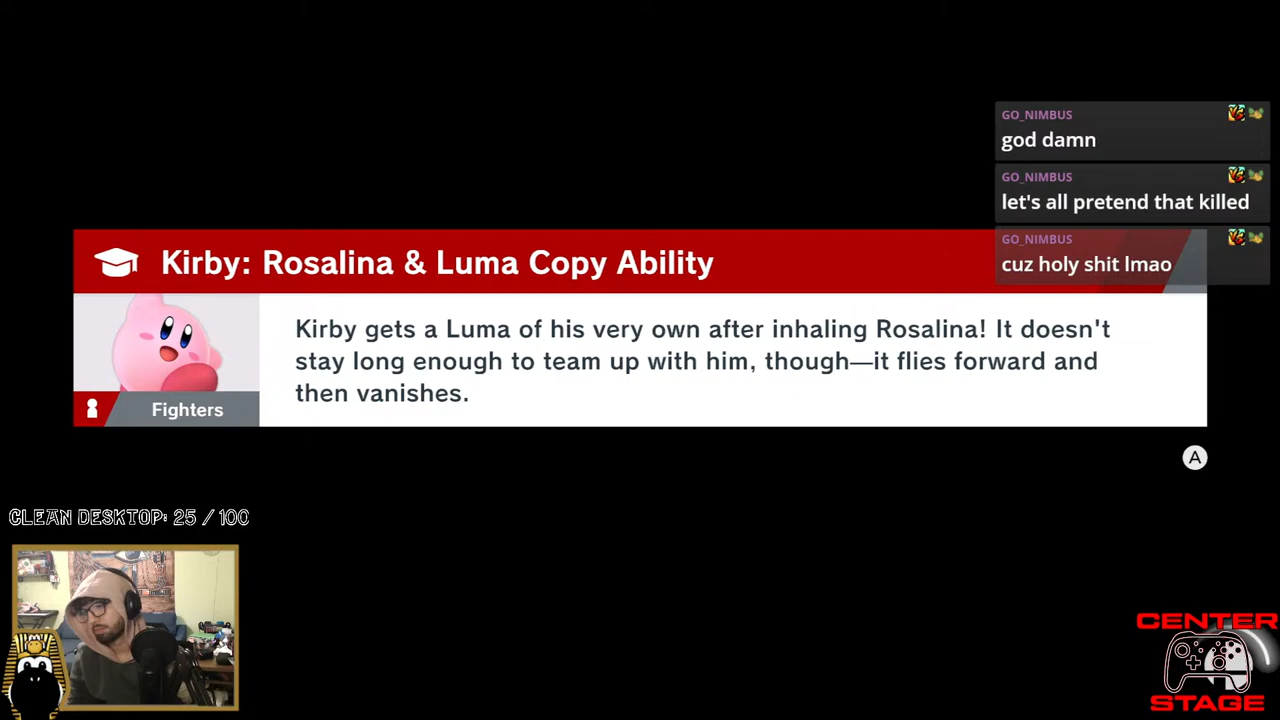 GO_NIMBUS
god damn
GO_NIMBUS
let's all pretend that killed
GO_NIMBUS
cuz holy shit lmao
Kirby: Rosalina & Luma Copy Ability
Kirby gets a Luma of his very own after inhaling Rosalina! It doesn't
stay long enough to team up with him, though—it flies forward and
then vanishes.
Fighters
A
CLEAN DESKTOP: 25 / 100
CENTER
STAGE